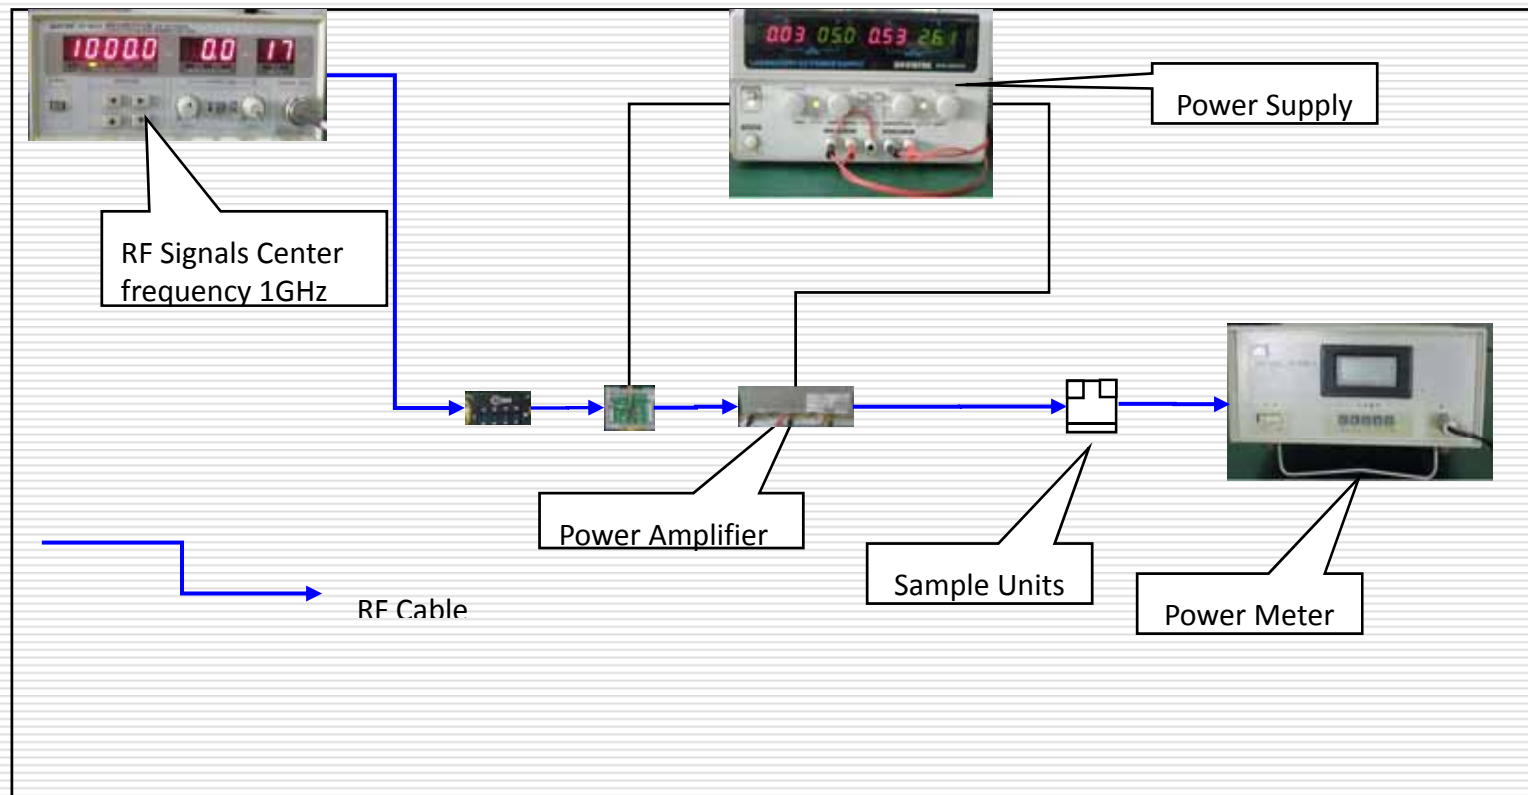 1000.0 0.0 17
0.03 05.0 0.53 26.1
Power Supply
RF Signals Center
frequency 1GHz
Power Amplifier
Sample Units
Power Meter
RF Cable